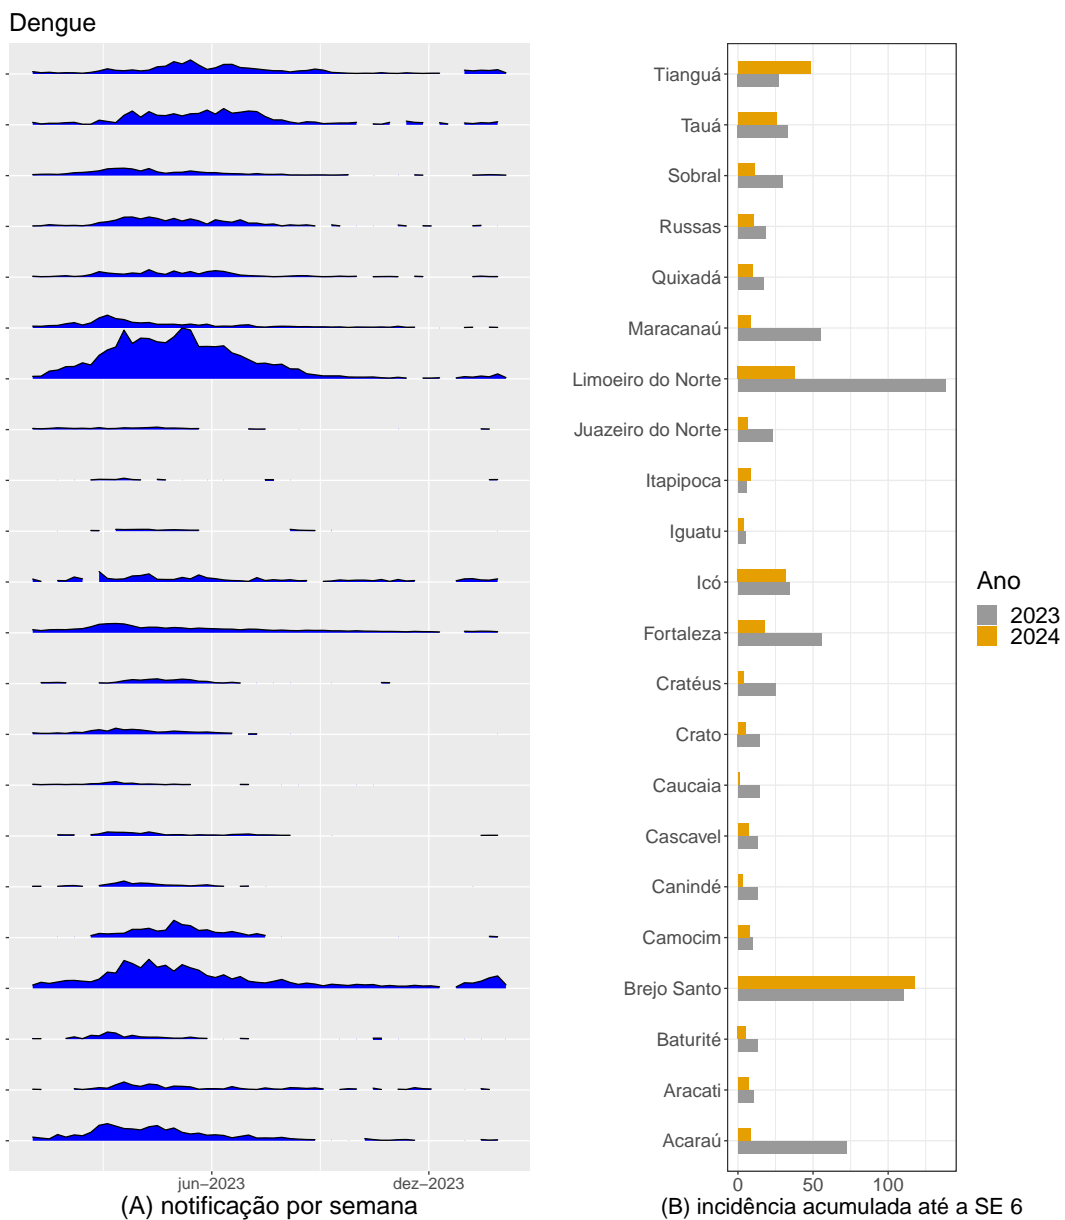 Dengue
Tianguá
Tauá
Sobral
Russas
Quixadá
Maracanaú
Limoeiro do Norte
Juazeiro do Norte
Itapipoca
Iguatu
Icó
Fortaleza
Cratéus
Crato
Caucaia
Cascavel
Canindé
Camocim
Brejo Santo
Baturité
Aracati
Acaraú
jun–2023 dez–2023
(A) notificação por semana
0 50 100
(B) incidência acumulada até a SE 6
Ano
2023
2024